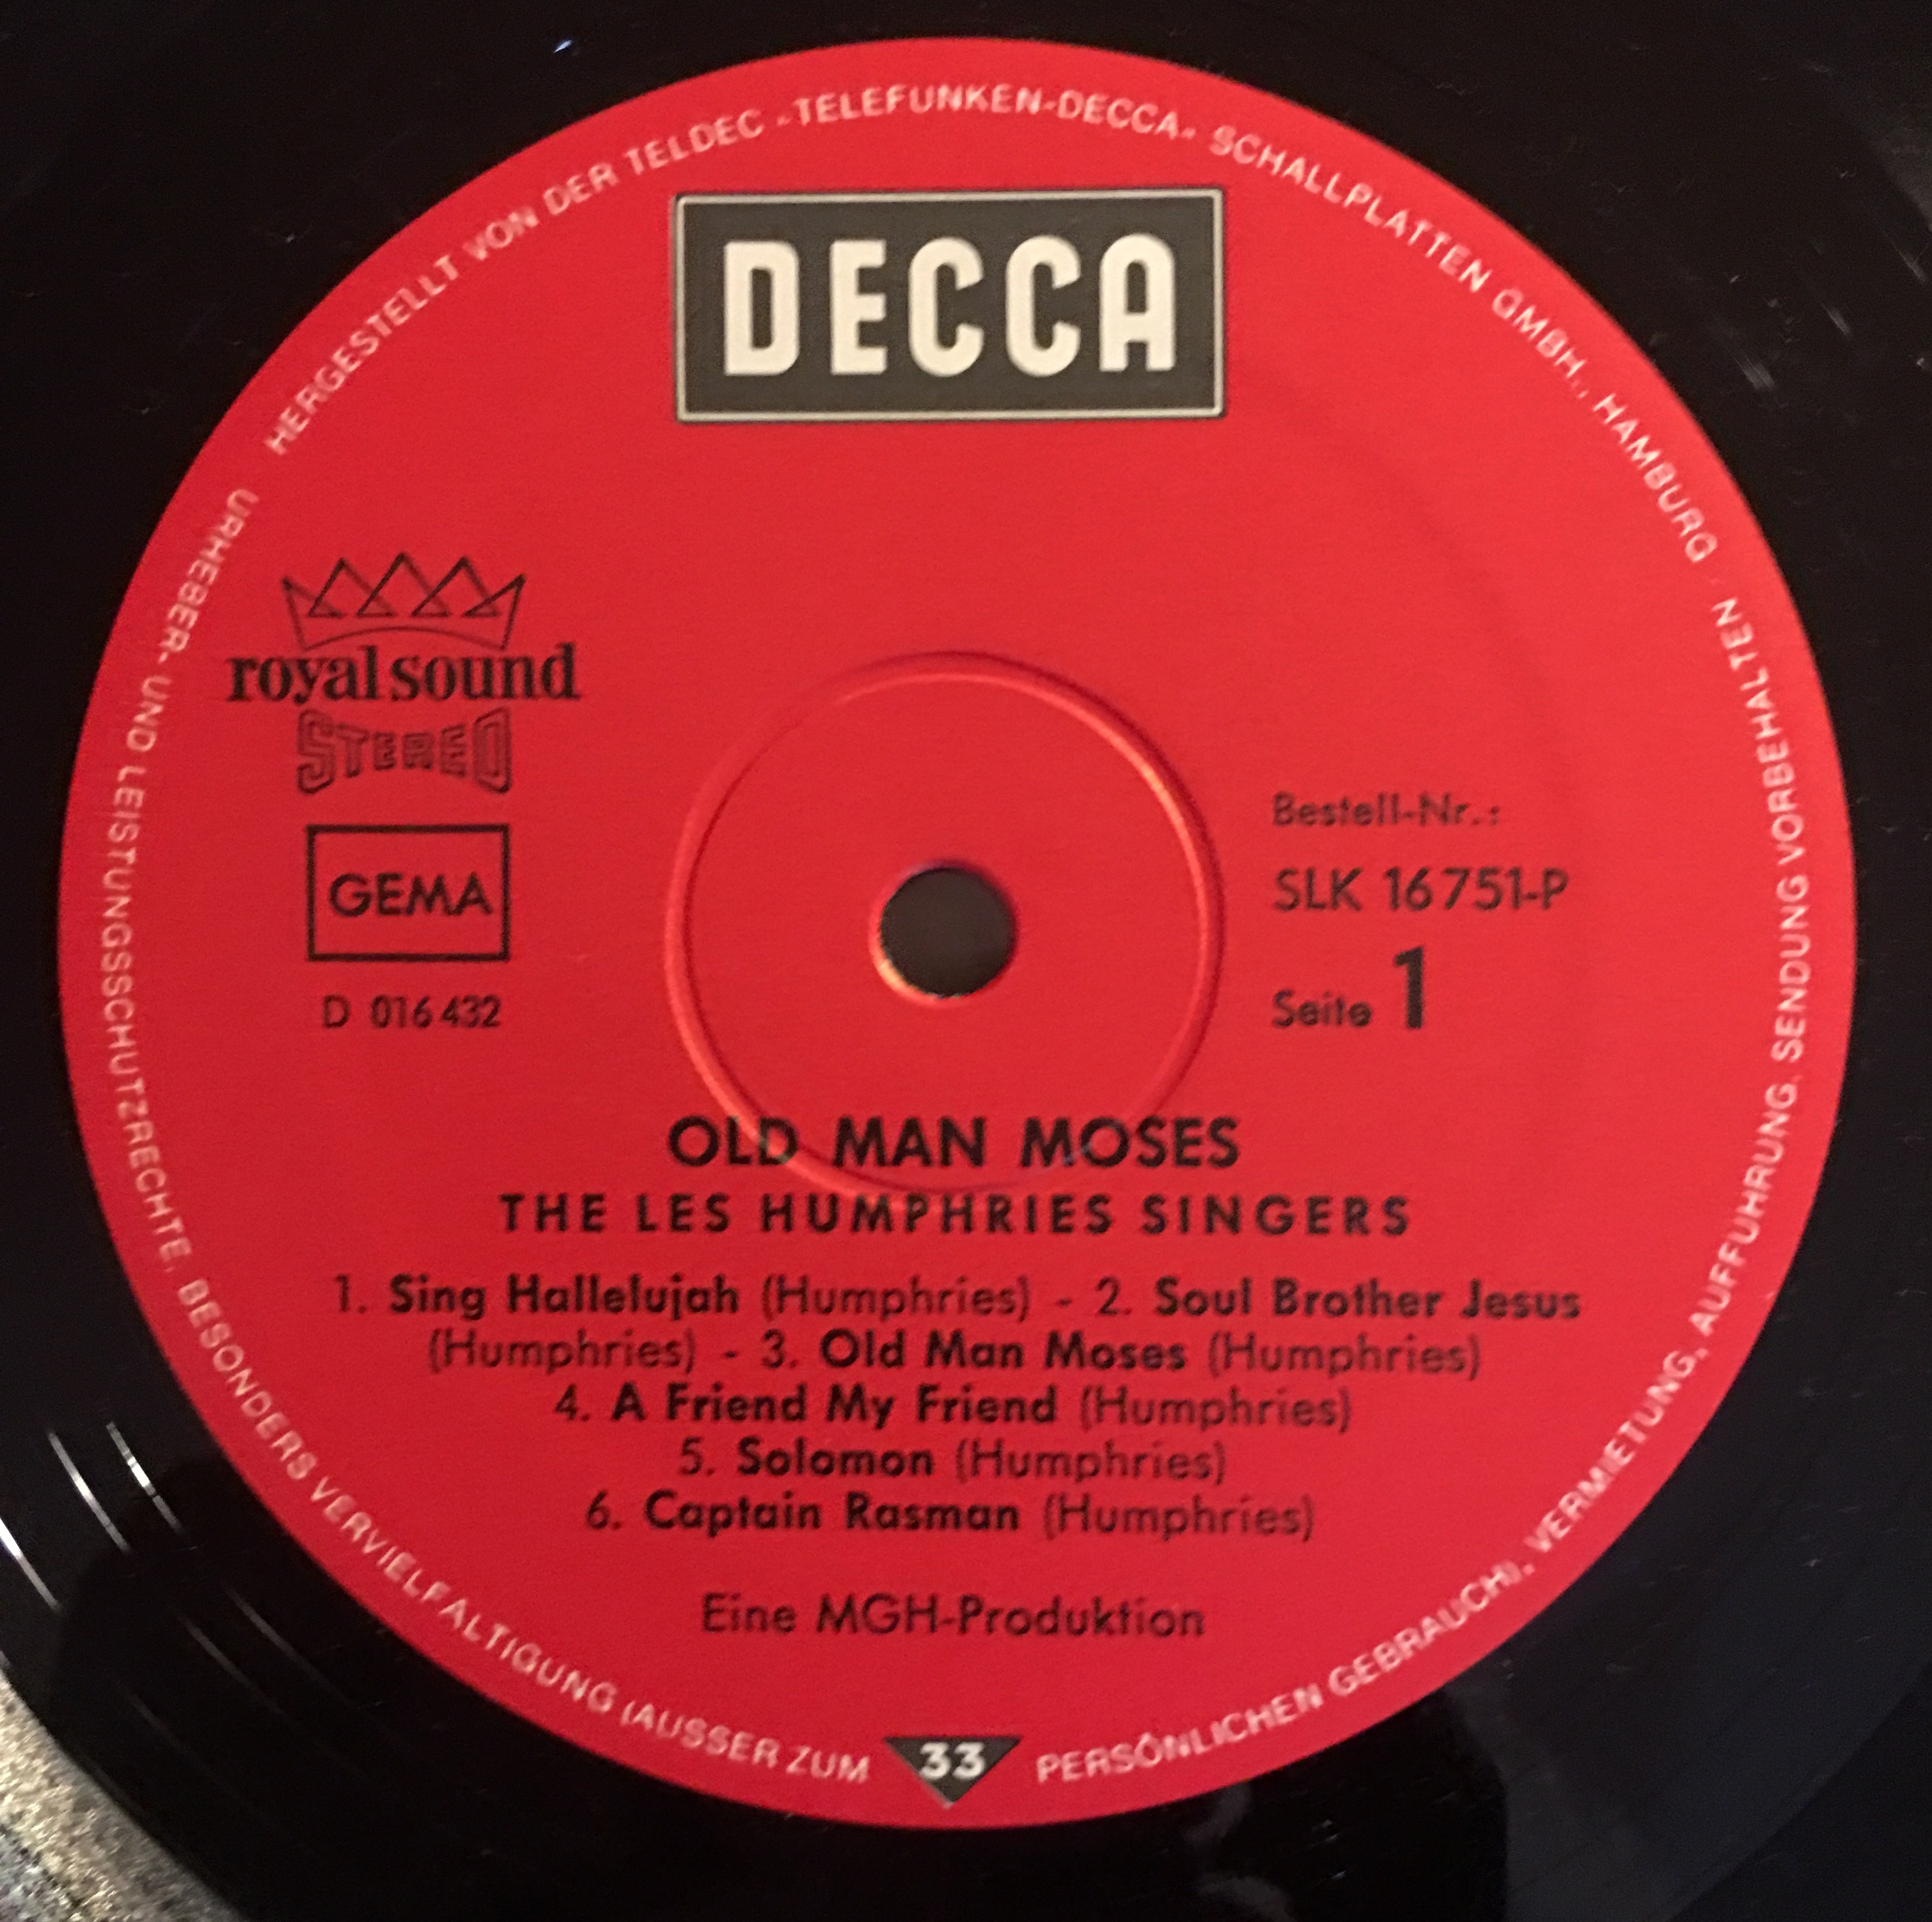 HERGESTELLT VON DER TELDEC »TELEFUNKEN-DECCA« SCHALLPLATTEN GMBH., HAMBURG
URHEBER- UND LEISTUNGSSCHUTZRECHTE, BESONDERS VERVIELFÄLTIGUNG (AUSSER ZUM PERSÖNLICHEN GEBRAUCH), VERMIETUNG, AUFFÜHRUNG, SENDUNG VORBEHALTEN
DECCA
royal sound
STEREO
GEMA
D 016 432
Bestell-Nr.:
SLK 16 751-P
Seite 1
OLD MAN MOSES
THE LES HUMPHRIES SINGERS
1. Sing Hallelujah (Humphries) - 2. Soul Brother Jesus
(Humphries) - 3. Old Man Moses (Humphries)
4. A Friend My Friend (Humphries)
5. Solomon (Humphries)
6. Captain Rasman (Humphries)
Eine MGH-Produktion
33